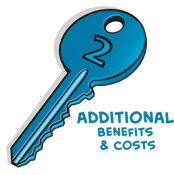 2
ADDITIONAL
BENEFITS
& COSTS